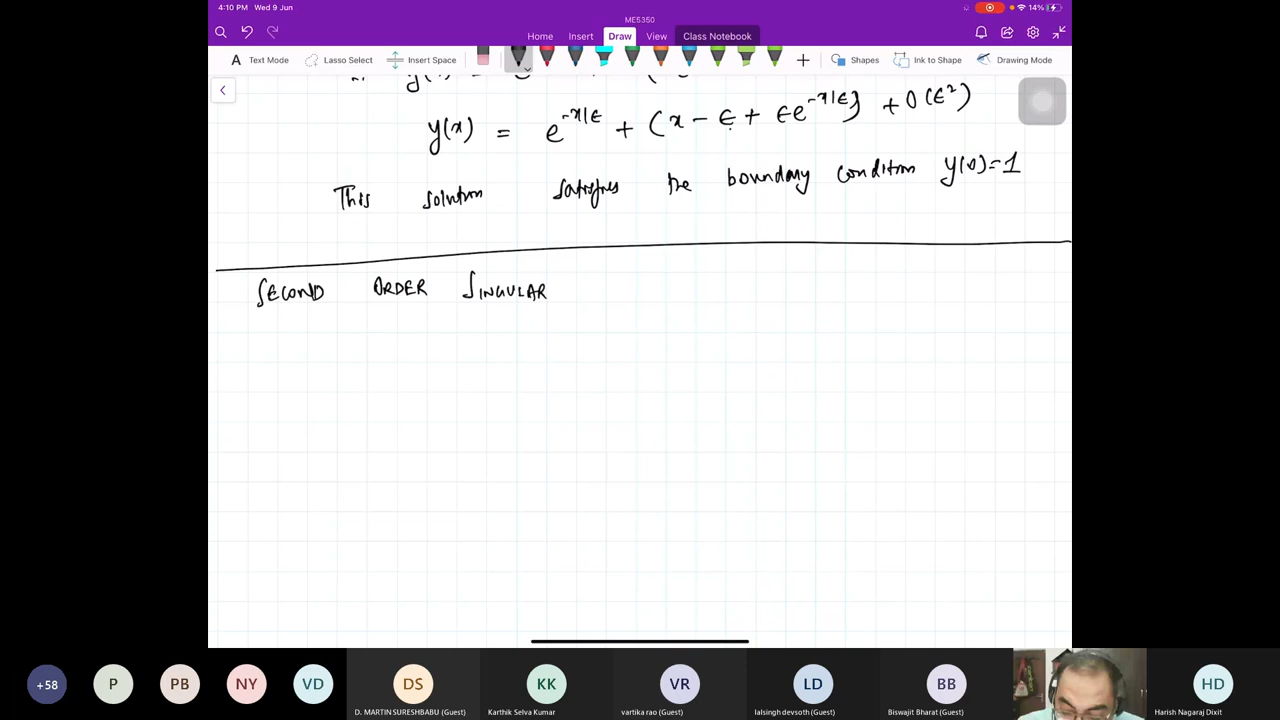 4:10 PM Wed 9 Jun
14%
ME5350
Home Insert Draw View Class Notebook
A Text Mode Lasso Select Insert Space + Shapes Ink to Shape Drawing Mode
y(x) = e^{-x/ϵ} + (x - ϵ + ϵe^{-x/ϵ}) + O(ϵ^2)
This solution satisfies the boundary condition y(0)=1
SECOND ORDER SINGULAR
+58 P PB NY VD DS KK VR LD BB HD
D. MARTIN SURESHBABU (Guest) Karthik Selva Kumar vartika rao (Guest) lalsingh devsoth (Guest) Biswajit Bharat (Guest) Harish Nagaraj Dixit